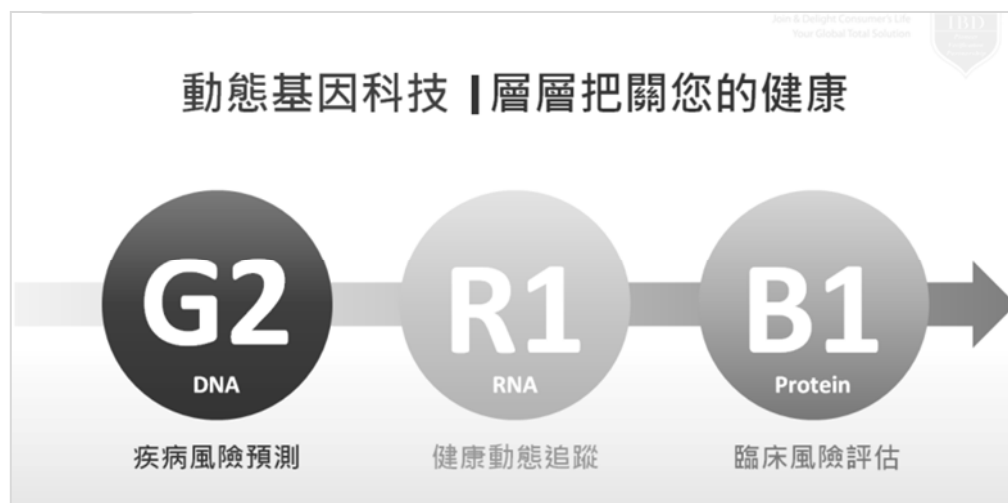 Join & Delight Consumer's Life
Your Global Total Solution
IBD
動態基因科技 | 層層把關您的健康
G2
DNA
疾病風險預測
R1
RNA
健康動態追蹤
B1
Protein
臨床風險評估